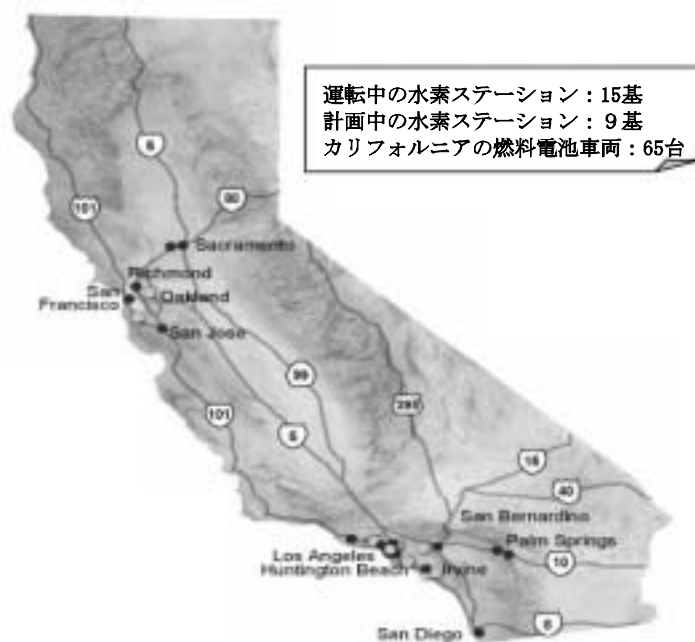 運転中の水素ステーション：15基
計画中の水素ステーション：９基
カリフォルニアの燃料電池車両：65台
5
80
101
Sacramento
Richmond
San
Francisco
Oakland
San Jose
99
101
5
395
15
40
San Bernardino
Los Angeles
Palm Springs
Huntington Beach
Irvine
10
San Diego
8